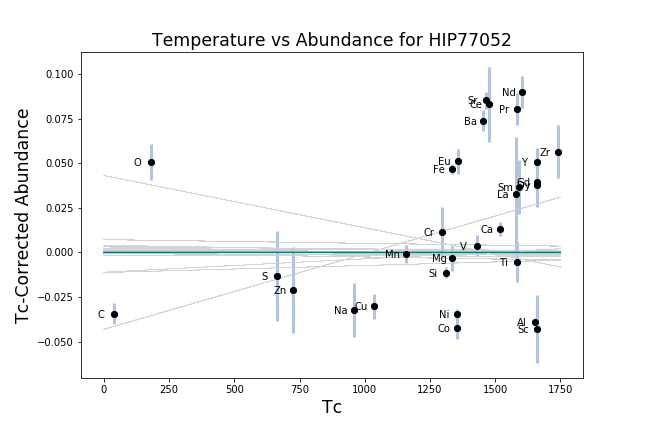 Temperature vs Abundance for HIP77052
Tc-Corrected Abundance
0.100
0.075
0.050
0.025
0.000
−0.025
−0.050
Nd
Sr
Ce
Pr
Ba
Zr
O
Eu
Y
Fe
Sm
Gd
Dy
La
Cr
Ca
V
Mn
Mg
Ti
Si
S
Zn
Na
Cu
C
Ni
Al
Co
Sc
0
250
500
750
1000
1250
1500
1750
Tc